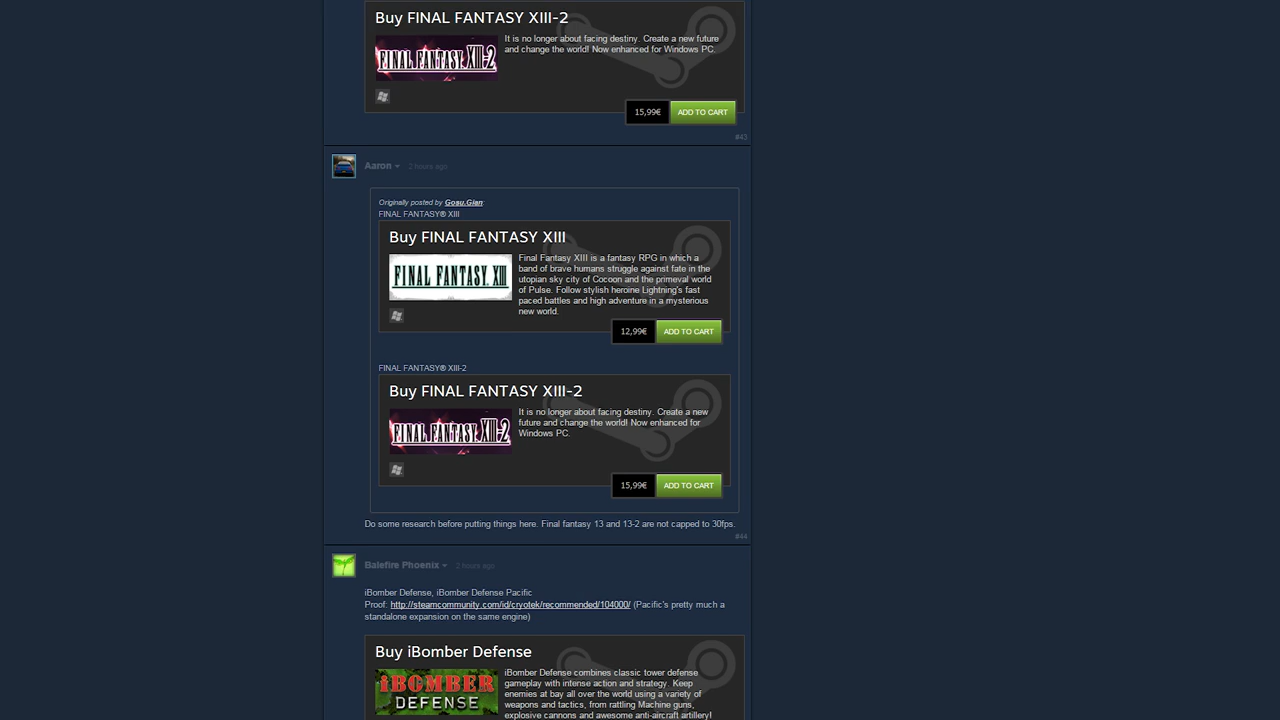 Buy FINAL FANTASY XIII-2
FINAL FANTASY XIII-2
It is no longer about facing destiny. Create a new future
and change the world! Now enhanced for Windows PC.
15,99€
ADD TO CART
#43
Aaron
2 hours ago
Originally posted by Gosu.Gian:
FINAL FANTASY® XIII
Buy FINAL FANTASY XIII
FINAL FANTASY XIII
Final Fantasy XIII is a fantasy RPG in which a
band of brave humans struggle against fate in the
utopian sky city of Cocoon and the primeval world
of Pulse. Follow stylish heroine Lightning's fast
paced battles and high adventure in a mysterious
new world.
12,99€
ADD TO CART
FINAL FANTASY® XIII-2
Buy FINAL FANTASY XIII-2
FINAL FANTASY XIII-2
It is no longer about facing destiny. Create a new
future and change the world! Now enhanced for
Windows PC.
15,99€
ADD TO CART
Do some research before putting things here. Final fantasy 13 and 13-2 are not capped to 30fps.
#44
Balefire Phoenix
2 hours ago
iBomber Defense, iBomber Defense Pacific
Proof: http://steamcommunity.com/id/cryotek/recommended/104000/ (Pacific's pretty much a
standalone expansion on the same engine)
Buy iBomber Defense
iBOMBER
DEFENSE
iBomber Defense combines classic tower defense
gameplay with intense action and strategy. Keep
enemies at bay all over the world using a variety of
weapons and tactics, from rattling Machine guns,
explosive cannons and awesome anti-aircraft artillery!